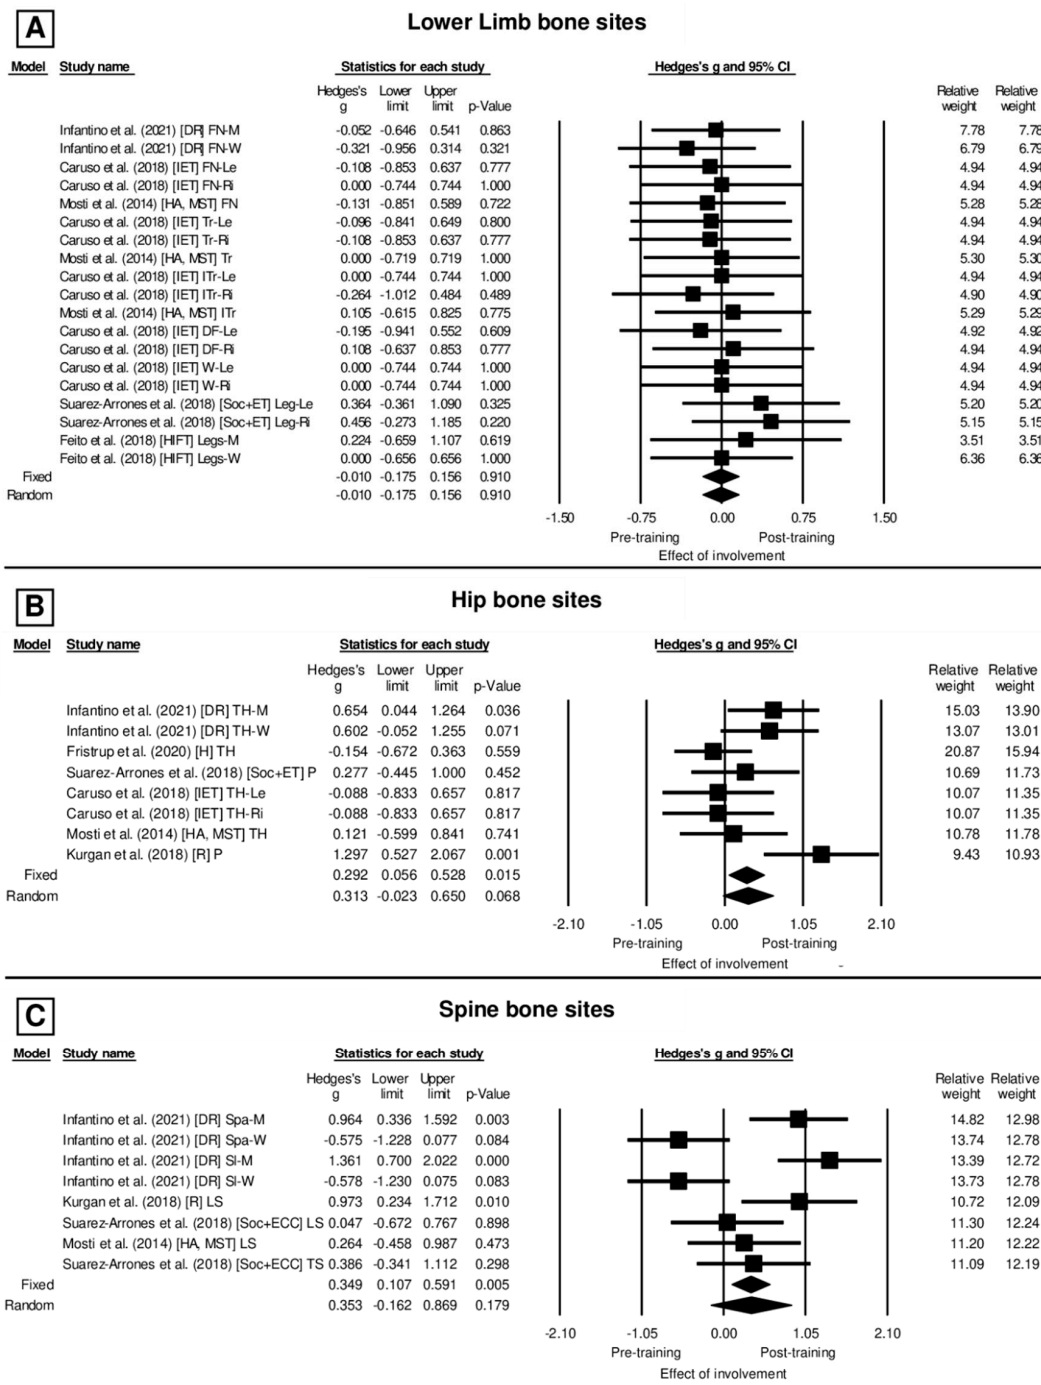 A
Lower Limb bone sites
Model Study name Statistics for each study Hedges's g and 95% CI
Hedges's Lower Upper Relative Relative
g limit limit p-Value weight weight
Infantino et al. (2021) [DR] FN-M -0.052 -0.646 0.541 0.863 7.78 7.78
Infantino et al. (2021) [DR] FN-W -0.321 -0.956 0.314 0.321 6.79 6.79
Caruso et al. (2018) [IET] FN-Le -0.108 -0.853 0.637 0.777 4.94 4.94
Caruso et al. (2018) [IET] FN-Ri 0.000 -0.744 0.744 1.000 4.94 4.94
Mosti et al. (2014) [HA, MST] FN -0.131 -0.851 0.589 0.722 5.28 5.28
Caruso et al. (2018) [IET] Tr-Le -0.096 -0.841 0.649 0.800 4.94 4.94
Caruso et al. (2018) [IET] Tr-Ri -0.108 -0.853 0.637 0.777 4.94 4.94
Mosti et al. (2014) [HA, MST] Tr 0.000 -0.719 0.719 1.000 5.30 5.30
Caruso et al. (2018) [IET] ITr-Le 0.000 -0.744 0.744 1.000 4.94 4.94
Caruso et al. (2018) [IET] ITr-Ri -0.264 -1.012 0.484 0.489 4.90 4.90
Mosti et al. (2014) [HA, MST] ITr 0.105 -0.615 0.825 0.775 5.29 5.29
Caruso et al. (2018) [IET] DF-Le -0.195 -0.941 0.552 0.609 4.92 4.92
Caruso et al. (2018) [IET] DF-Ri 0.108 -0.637 0.853 0.777 4.94 4.94
Caruso et al. (2018) [IET] W-Le 0.000 -0.744 0.744 1.000 4.94 4.94
Caruso et al. (2018) [IET] W-Ri 0.000 -0.744 0.744 1.000 4.94 4.94
Suarez-Arrones et al. (2018) [Soc+ET] Leg-Le 0.364 -0.361 1.090 0.325 5.20 5.20
Suarez-Arrones et al. (2018) [Soc+ET] Leg-Ri 0.456 -0.273 1.185 0.220 5.15 5.15
Feito et al. (2018) [HIFT] Legs-M 0.224 -0.659 1.107 0.619 3.51 3.51
Feito et al. (2018) [HIFT] Legs-W 0.000 -0.656 0.656 1.000 6.36 6.36
Fixed -0.010 -0.175 0.156 0.910
Random -0.010 -0.175 0.156 0.910
-1.50 -0.75 0.00 0.75 1.50
Pre-training Post-training
Effect of involvement
B
Hip bone sites
Model Study name Statistics for each study Hedges's g and 95% CI
Hedges's Lower Upper Relative Relative
g limit limit p-Value weight weight
Infantino et al. (2021) [DR] TH-M 0.654 0.044 1.264 0.036 15.03 13.90
Infantino et al. (2021) [DR] TH-W 0.602 -0.052 1.255 0.071 13.07 13.01
Fristrup et al. (2020) [H] TH -0.154 -0.672 0.363 0.559 20.87 15.94
Suarez-Arrones et al. (2018) [Soc+ET] P 0.277 -0.445 1.000 0.452 10.69 11.73
Caruso et al. (2018) [IET] TH-Le -0.088 -0.833 0.657 0.817 10.07 11.35
Caruso et al. (2018) [IET] TH-Ri -0.088 -0.833 0.657 0.817 10.07 11.35
Mosti et al. (2014) [HA, MST] TH 0.121 -0.599 0.841 0.741 10.78 11.78
Kurgan et al. (2018) [R] P 1.297 0.527 2.067 0.001 9.43 10.93
Fixed 0.292 0.056 0.528 0.015
Random 0.313 -0.023 0.650 0.068
-2.10 -1.05 0.00 1.05 2.10
Pre-training Post-training
Effect of involvement
C
Spine bone sites
Model Study name Statistics for each study Hedges's g and 95% CI
Hedges's Lower Upper Relative Relative
g limit limit p-Value weight weight
Infantino et al. (2021) [DR] Spa-M 0.964 0.336 1.592 0.003 14.82 12.98
Infantino et al. (2021) [DR] Spa-W -0.575 -1.228 0.077 0.084 13.74 12.78
Infantino et al. (2021) [DR] Sl-M 1.361 0.700 2.022 0.000 13.39 12.72
Infantino et al. (2021) [DR] Sl-W -0.578 -1.230 0.075 0.083 13.73 12.78
Kurgan et al. (2018) [R] LS 0.973 0.234 1.712 0.010 10.72 12.09
Suarez-Arrones et al. (2018) [Soc+ECC] LS 0.047 -0.672 0.767 0.898 11.30 12.24
Mosti et al. (2014) [HA, MST] LS 0.264 -0.458 0.987 0.473 11.20 12.22
Suarez-Arrones et al. (2018) [Soc+ECC] TS 0.386 -0.341 1.112 0.298 11.09 12.19
Fixed 0.349 0.107 0.591 0.005
Random 0.353 -0.162 0.869 0.179
-2.10 -1.05 0.00 1.05 2.10
Pre-training Post-training
Effect of involvement